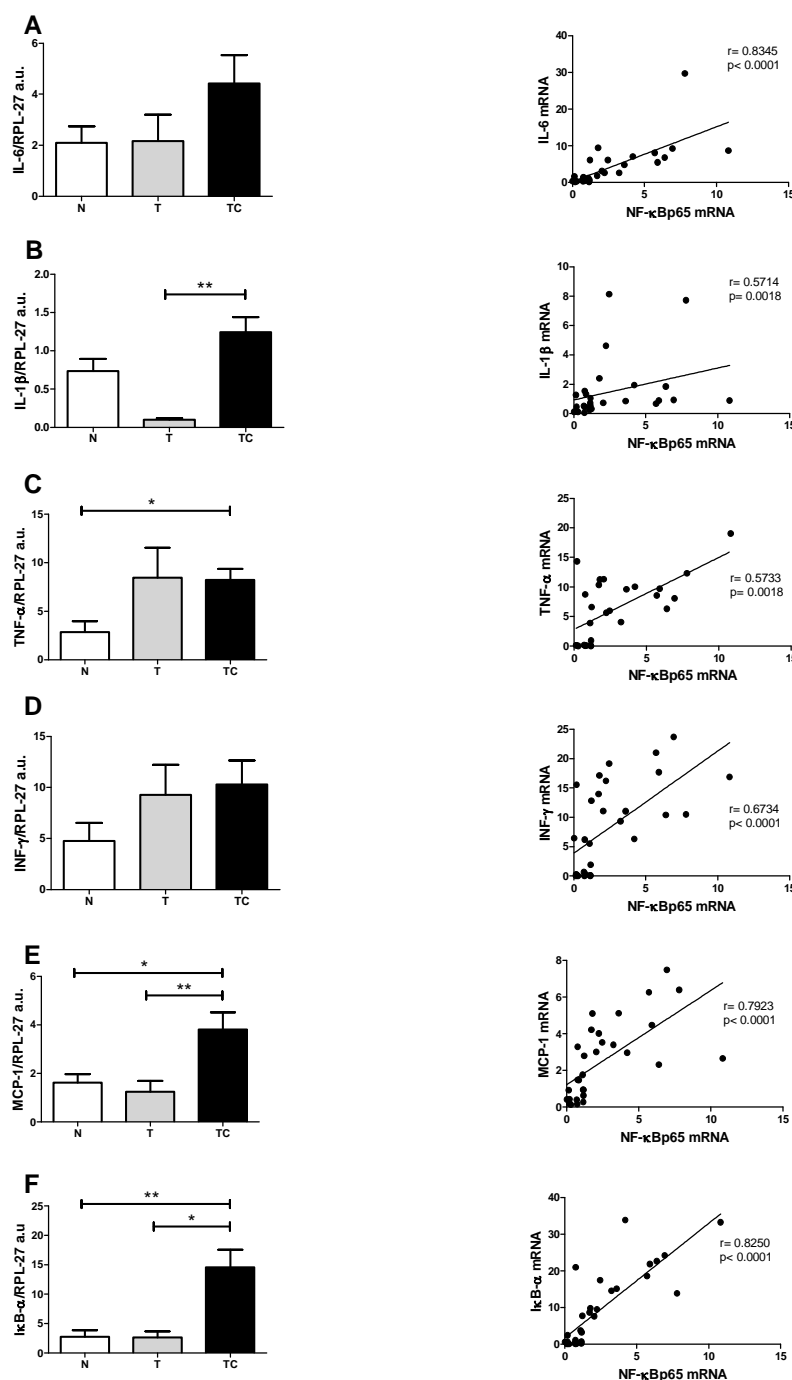 A
IL-6/RPL-27 a.u.
6
4
2
0
N T TC
IL-6 mRNA
40
30
20
10
0
r= 0.8345
p< 0.0001
0 5 10 15
NF-κBp65 mRNA
B
IL-1β/RPL-27 a.u.
2.0
1.5
1.0
0.5
0.0
**
N T TC
IL-1β mRNA
10
8
6
4
2
0
r= 0.5714
p= 0.0018
0 5 10 15
NF-κBp65 mRNA
C
TNF-α/RPL-27 a.u.
15
10
5
0
*
N T TC
TNF-α mRNA
25
20
15
10
5
0
r= 0.5733
p= 0.0018
0 5 10 15
NF-κBp65 mRNA
D
INF-γ/RPL-27 a.u.
15
10
5
0
N T TC
INF-γ mRNA
25
20
15
10
5
0
r= 0.6734
p< 0.0001
0 5 10 15
NF-κBp65 mRNA
E
MCP-1/RPL-27 a.u.
6
4
2
0
*
**
N T TC
MCP-1 mRNA
8
6
4
2
0
r= 0.7923
p< 0.0001
0 5 10 15
NF-κBp65 mRNA
F
IκB-α/RPL-27 a.u
25
20
15
10
5
0
**
*
N T TC
IκB-α mRNA
40
30
20
10
0
r= 0.8250
p< 0.0001
0 5 10 15
NF-κBp65 mRNA